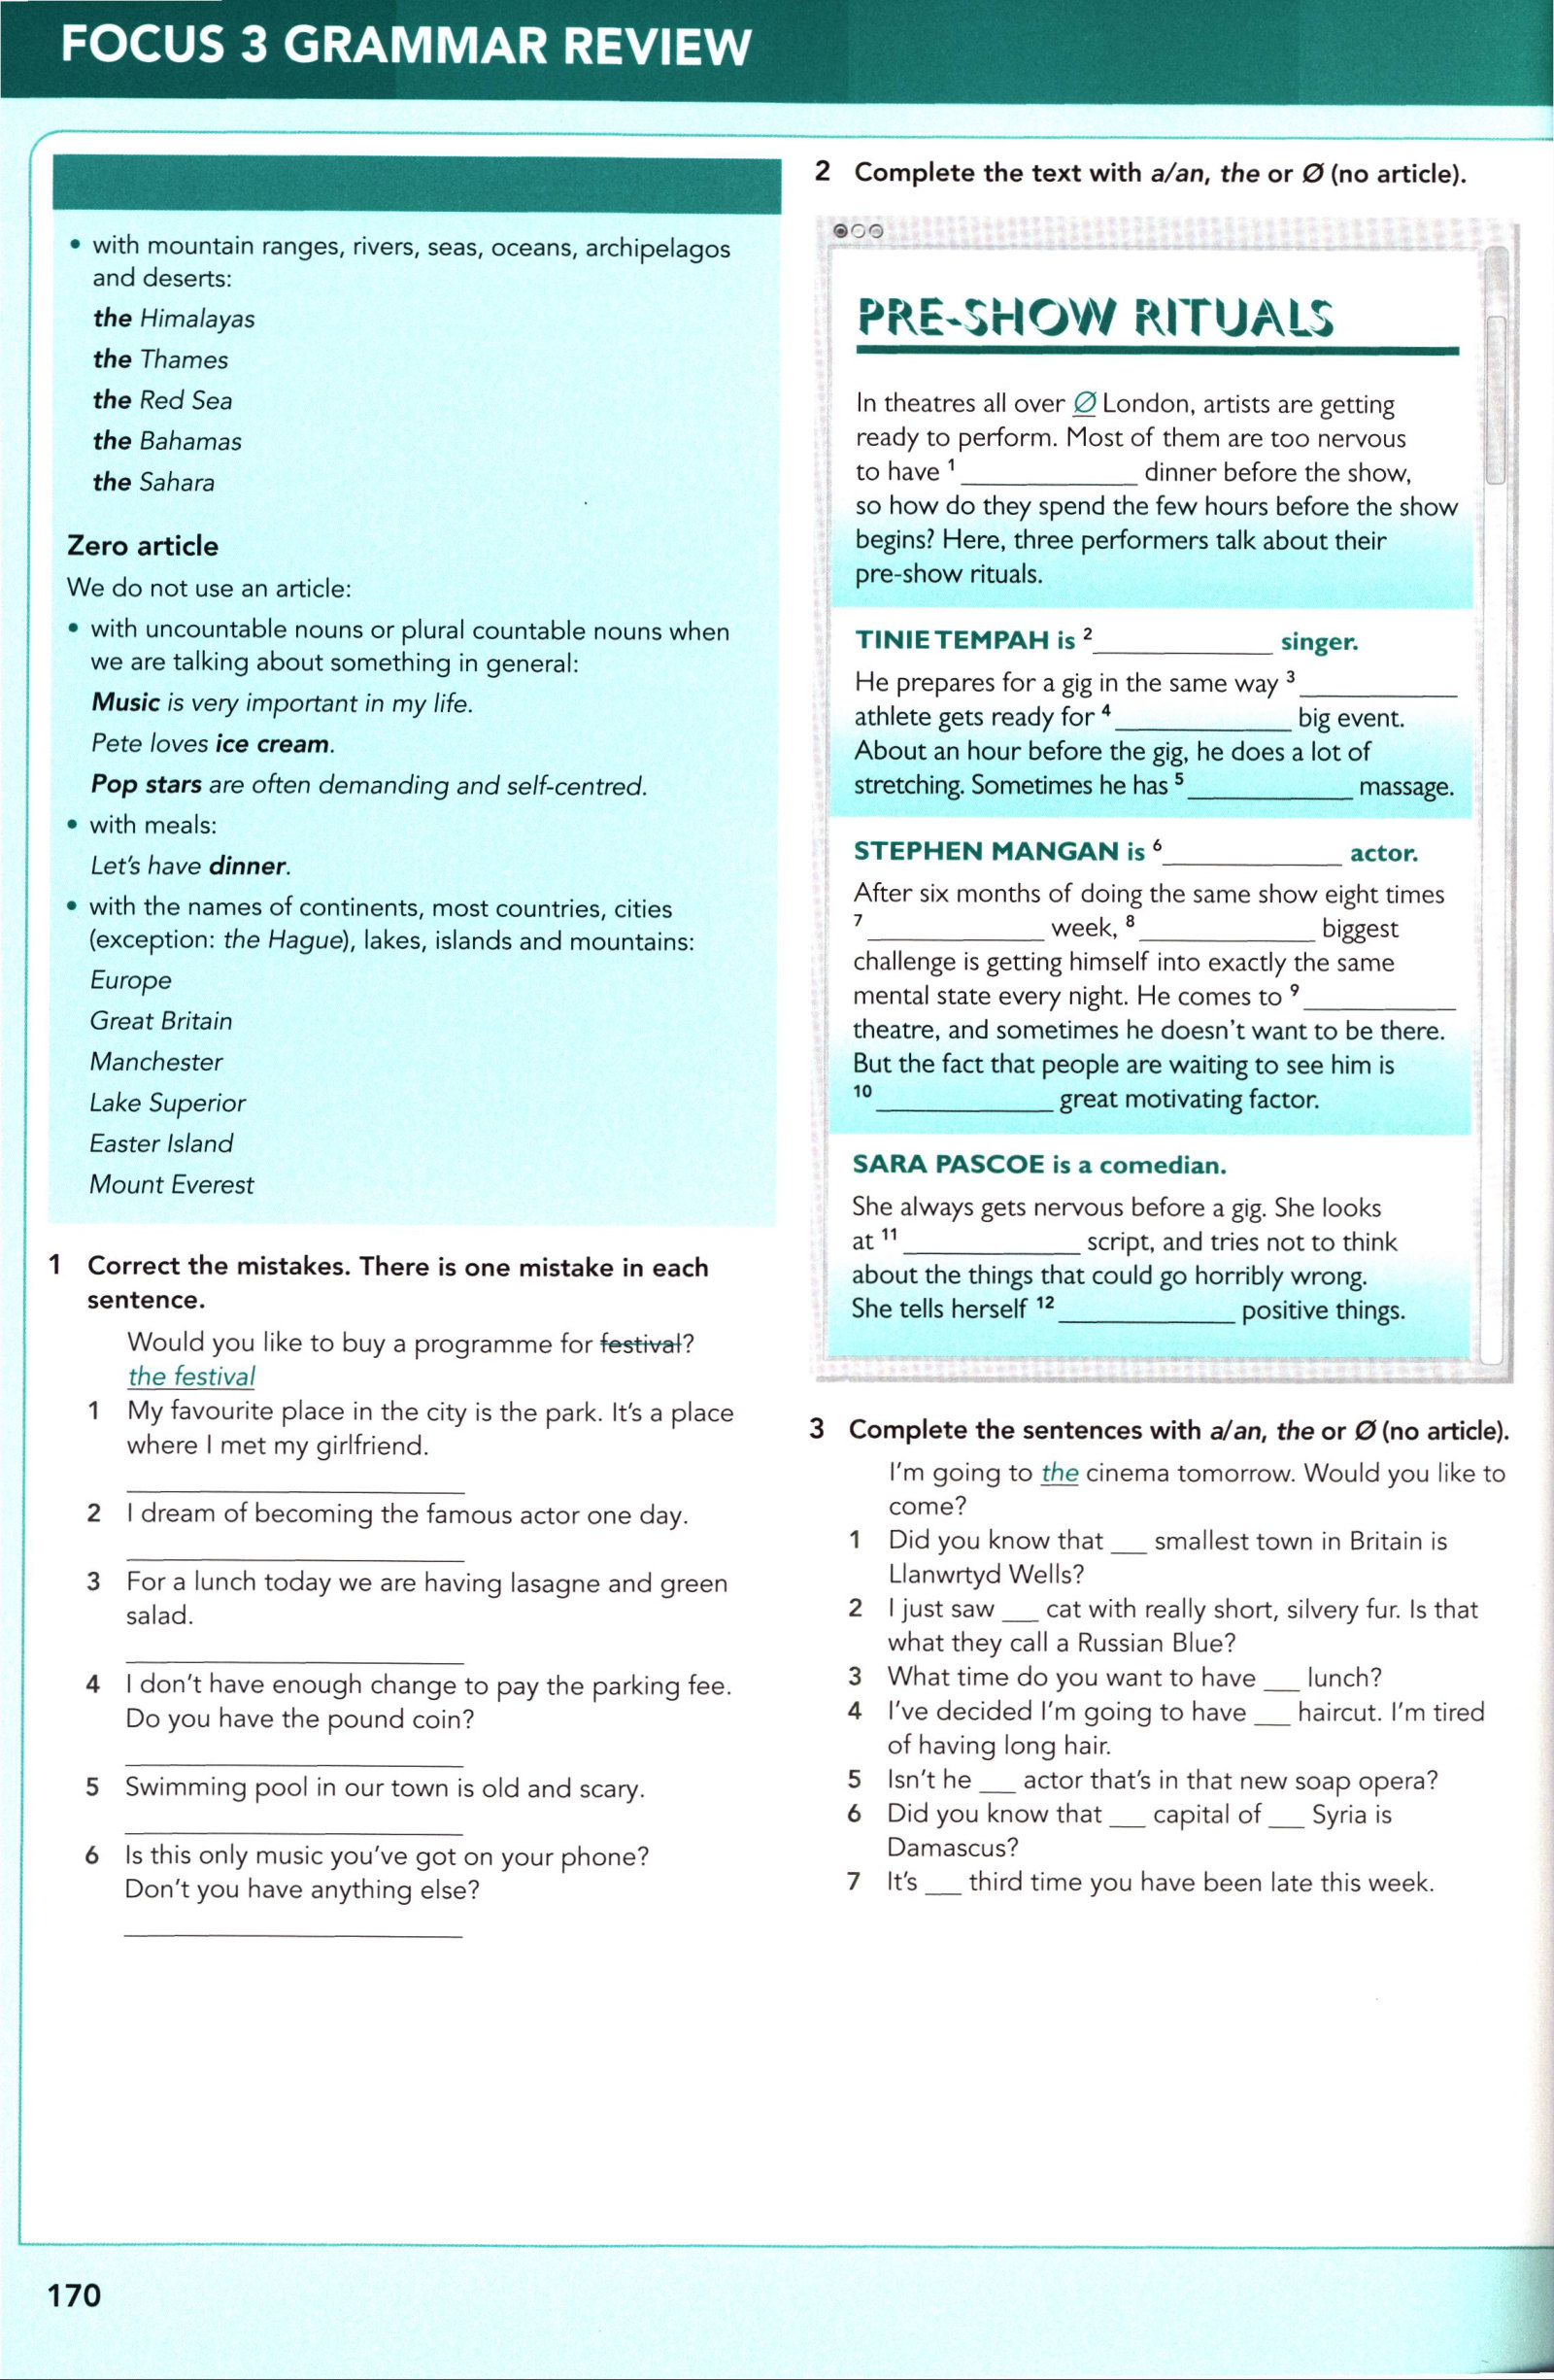 FOCUS 3 GRAMMAR REVIEW
• with mountain ranges, rivers, seas, oceans, archipelagos
and deserts:
the Himalayas
the Thames
the Red Sea
the Bahamas
the Sahara
Zero article
We do not use an article:
• with uncountable nouns or plural countable nouns when
we are talking about something in general:
Music is very important in my life.
Pete loves ice cream.
Pop stars are often demanding and self-centred.
• with meals:
Let's have dinner.
• with the names of continents, most countries, cities
(exception: the Hague), lakes, islands and mountains:
Europe
Great Britain
Manchester
Lake Superior
Easter Island
Mount Everest
1 Correct the mistakes. There is one mistake in each
sentence.
Would you like to buy a programme for festival?
the festival
1 My favourite place in the city is the park. It's a place
where I met my girlfriend.
2 I dream of becoming the famous actor one day.
3 For a lunch today we are having lasagne and green
salad.
4 I don't have enough change to pay the parking fee.
Do you have the pound coin?
5 Swimming pool in our town is old and scary.
6 Is this only music you've got on your phone?
Don't you have anything else?
2 Complete the text with a/an, the or Ø (no article).
PRE-SHOW RITUALS
In theatres all over Ø London, artists are getting
ready to perform. Most of them are too nervous
to have 1 ____ dinner before the show,
so how do they spend the few hours before the show
begins? Here, three performers talk about their
pre-show rituals.
TINIE TEMPAH is 2 ____ singer.
He prepares for a gig in the same way 3 ____
athlete gets ready for 4 ____ big event.
About an hour before the gig, he does a lot of
stretching. Sometimes he has 5 ____ massage.
STEPHEN MANGAN is 6 ____ actor.
After six months of doing the same show eight times
7 ____ week, 8 ____ biggest
challenge is getting himself into exactly the same
mental state every night. He comes to 9 ____
theatre, and sometimes he doesn't want to be there.
But the fact that people are waiting to see him is
10 ____ great motivating factor.
SARA PASCOE is a comedian.
She always gets nervous before a gig. She looks
at 11 ____ script, and tries not to think
about the things that could go horribly wrong.
She tells herself 12 ____ positive things.
3 Complete the sentences with a/an, the or Ø (no article).
I'm going to the cinema tomorrow. Would you like to
come?
1 Did you know that __ smallest town in Britain is
Llanwrtyd Wells?
2 I just saw __ cat with really short, silvery fur. Is that
what they call a Russian Blue?
3 What time do you want to have __ lunch?
4 I've decided I'm going to have __ haircut. I'm tired
of having long hair.
5 Isn't he __ actor that's in that new soap opera?
6 Did you know that __ capital of __ Syria is
Damascus?
7 It's __ third time you have been late this week.
170